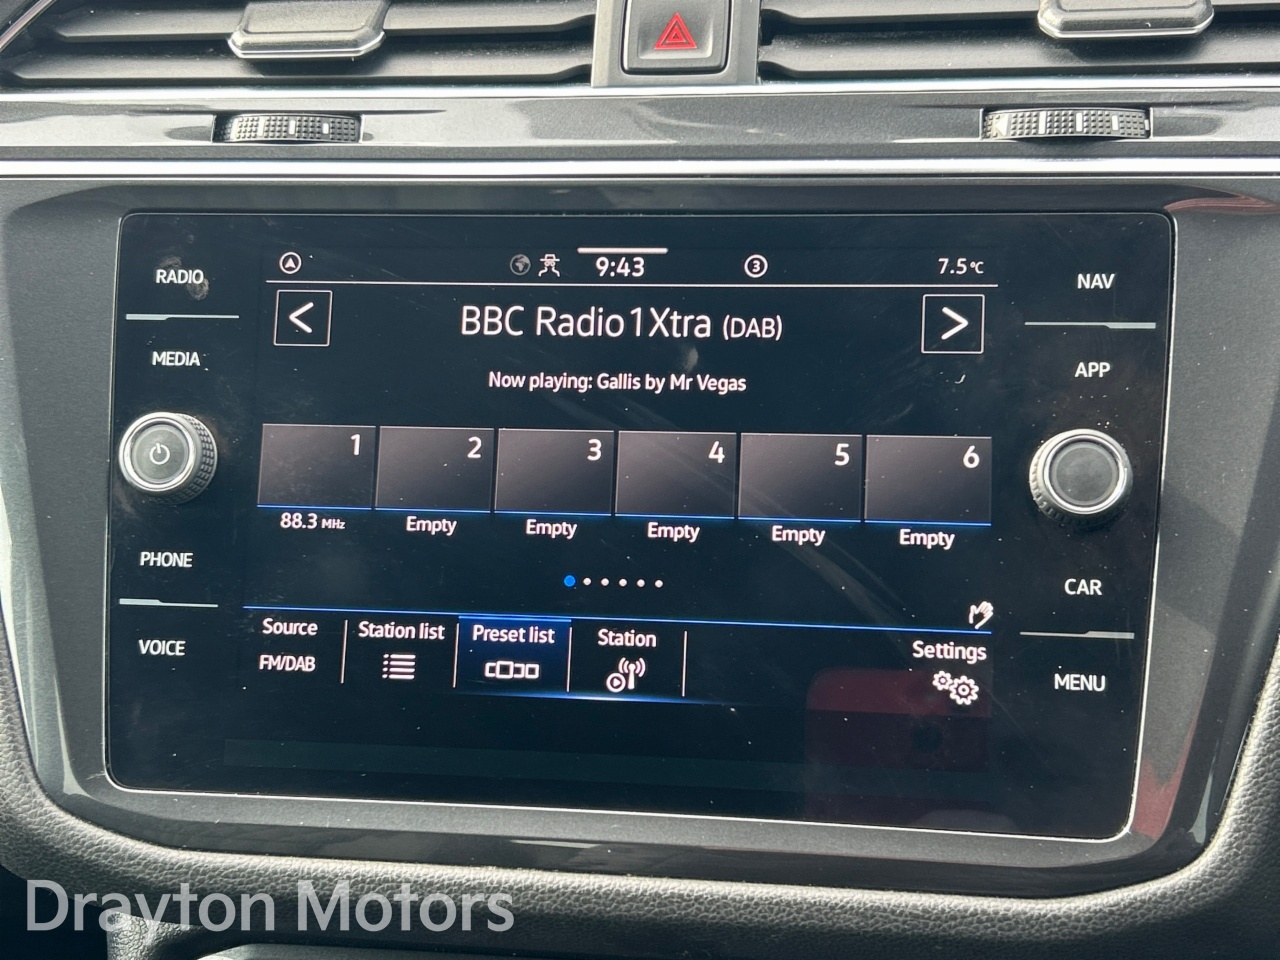 RADIO
MEDIA
PHONE
VOICE
9:43
3
7.5°C
<
BBC Radio 1Xtra (DAB)
>
Now playing: Gallis by Mr Vegas
1 2 3 4 5 6
88.3 MHz Empty Empty Empty Empty Empty
Source
FM/DAB
Station list
Preset list
Station
Settings
NAV
APP
CAR
MENU
Drayton Motors